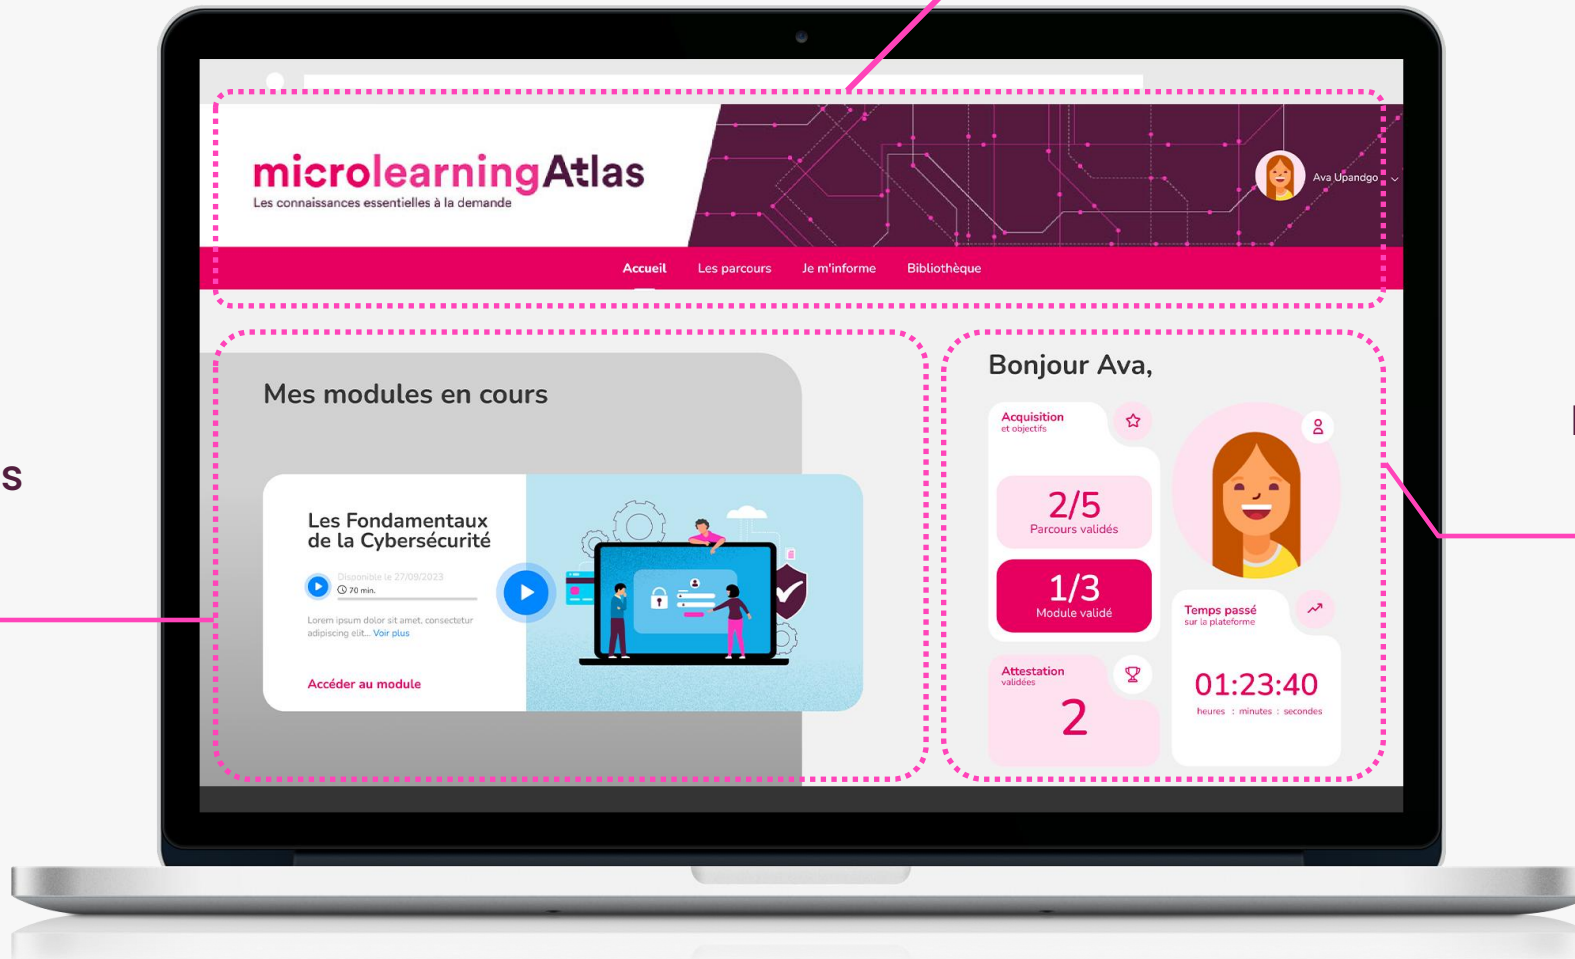 microlearningAtlas
Les connaissances essentielles à la demande
Ava Upandgo
Accueil Les parcours Je m'informe Bibliothèque
Mes modules en cours
Les Fondamentaux
de la Cybersécurité
Disponible le 27/09/2023
70 min.
Lorem ipsum dolor sit amet, consectetur
adipiscing elit... Voir plus
Accéder au module
Bonjour Ava,
Acquisition
et objectifs
2/5
Parcours validés
1/3
Module validé
Attestation
validées
2
Temps passé
sur la plateforme
01:23:40
heures : minutes : secondes